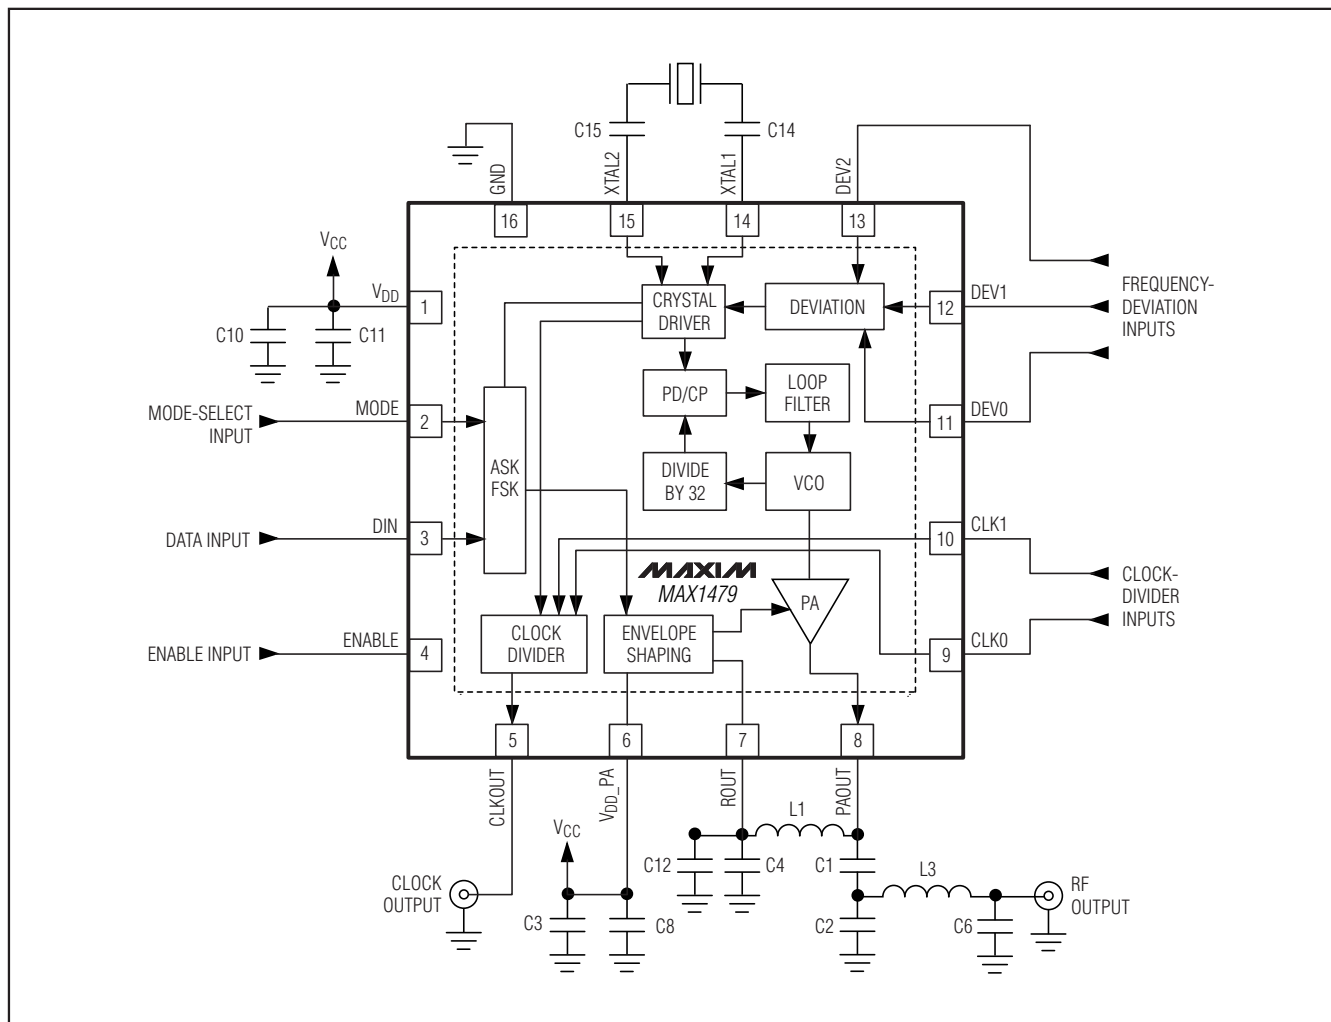 C15
C14
GND
XTAL2
XTAL1
DEV2
16
15
14
13
VCC
VDD
1
C10
C11
CRYSTAL
DRIVER
DEVIATION
12
DEV1
FREQUENCY-
DEVIATION
INPUTS
MODE-SELECT
INPUT
MODE
2
PD/CP
LOOP
FILTER
11
DEV0
ASK
FSK
DIVIDE
BY 32
VCO
DATA INPUT
DIN
3
10
CLK1
MAXIM
MAX1479
PA
CLOCK-
DIVIDER
INPUTS
ENABLE INPUT
ENABLE
4
CLOCK
DIVIDER
ENVELOPE
SHAPING
9
CLK0
5
6
7
8
CLKOUT
VDD_PA
ROUT
PAOUT
L1
VCC
C12
C4
C1
L3
CLOCK
OUTPUT
C3
C8
C2
C6
RF
OUTPUT